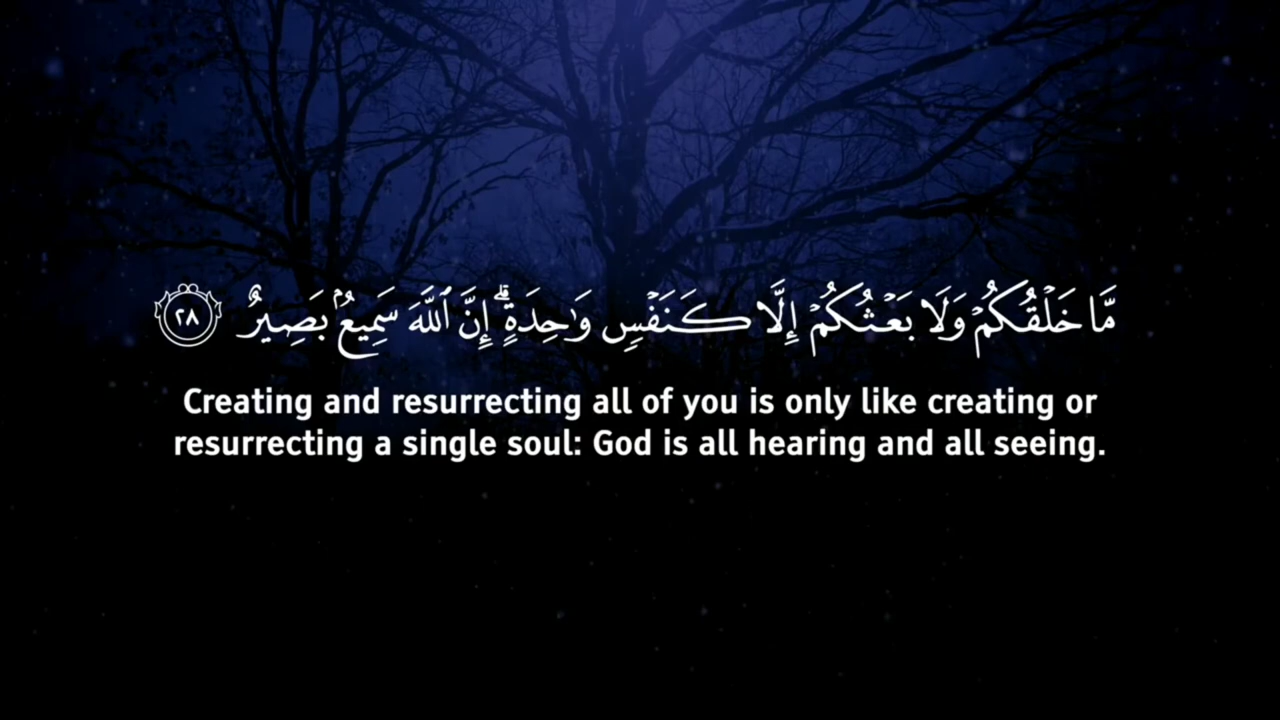 مَّا خَلْقُكُمْ وَلَا بَعْثُكُمْ إِلَّا كَنَفْسٍ وَٰحِدَةٍ ۗ إِنَّ ٱللَّهَ سَمِيعٌۢ بَصِيرٌ ٢٨
Creating and resurrecting all of you is only like creating or
resurrecting a single soul: God is all hearing and all seeing.